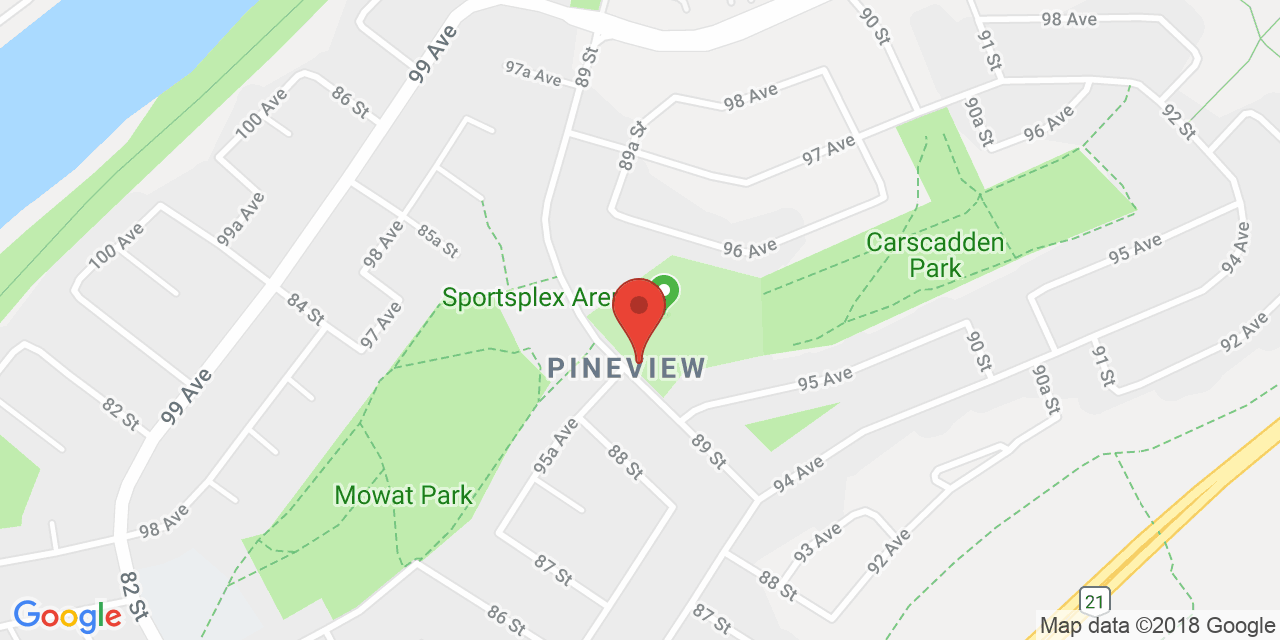 98 Ave
90 St
91 St
99 Ave
89 St
97a Ave
86 St
100 Ave
98 Ave
90a St
96 Ave
92 St
89a St
97 Ave
99a Ave
100 Ave
98 Ave
85a St
96 Ave
Carscadden
Park
95 Ave
94 Ave
84 St
97 Ave
Sportsplex Aren
PINEVIEW
92 Ave
90 St
91 St
95 Ave
90a St
82 St
99 Ave
95a Ave
88 St
89 St
94 Ave
Mowat Park
98 Ave
93 Ave
92 Ave
87 St
88 St
82 St
86 St
87 St
21
Google
Map data ©2018 Google